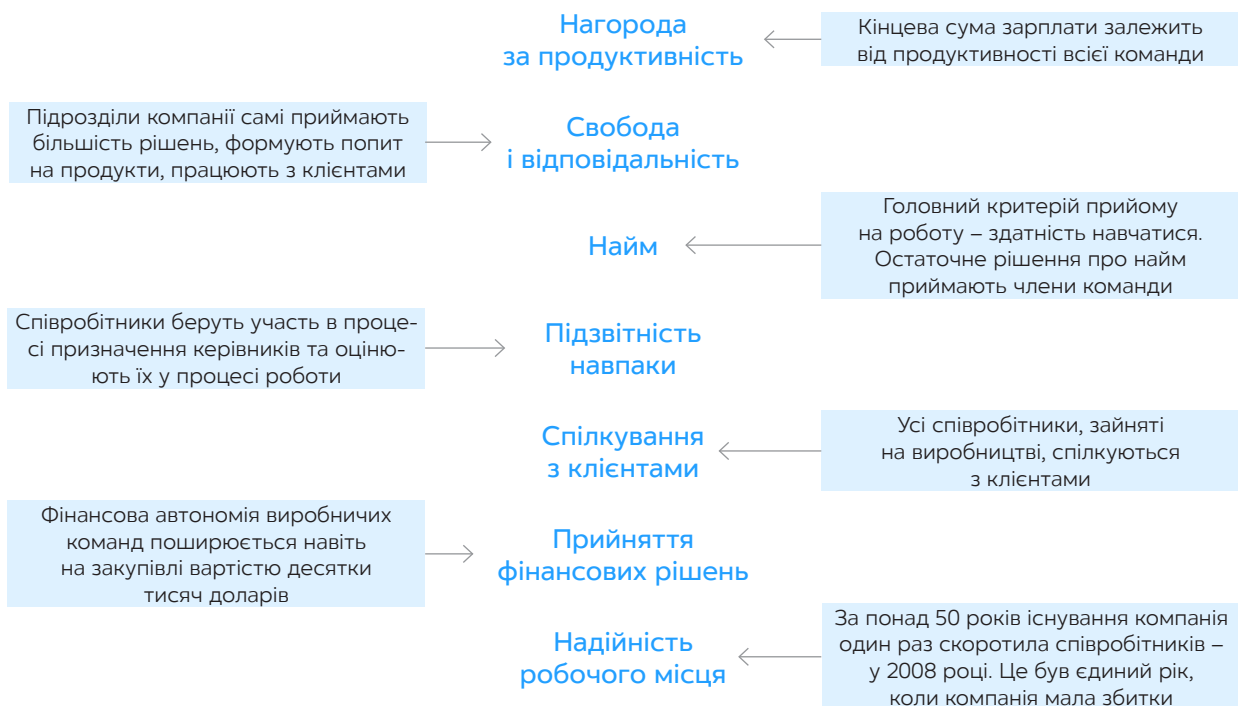 Нагорода
за продуктивність
Кінцева сума зарплати залежить
від продуктивності всієї команди
Підрозділи компанії самі приймають
більшість рішень, формують попит
на продукти, працюють з клієнтами
Свобода
і відповідальність
Найм
Головний критерій прийому
на роботу – здатність навчатися.
Остаточне рішення про найм
приймають члени команди
Співробітники беруть участь в проце-
сі призначення керівників та оціню-
ють їх у процесі роботи
Підзвітність
навпаки
Спілкування
з клієнтами
Усі співробітники, зайняті
на виробництві, спілкуються
з клієнтами
Фінансова автономія виробничих
команд поширюється навіть
на закупівлі вартістю десятки
тисяч доларів
Прийняття
фінансових рішень
Надійність
робочого місця
За понад 50 років існування компанія
один раз скоротила співробітників –
у 2008 році. Це був єдиний рік,
коли компанія мала збитки